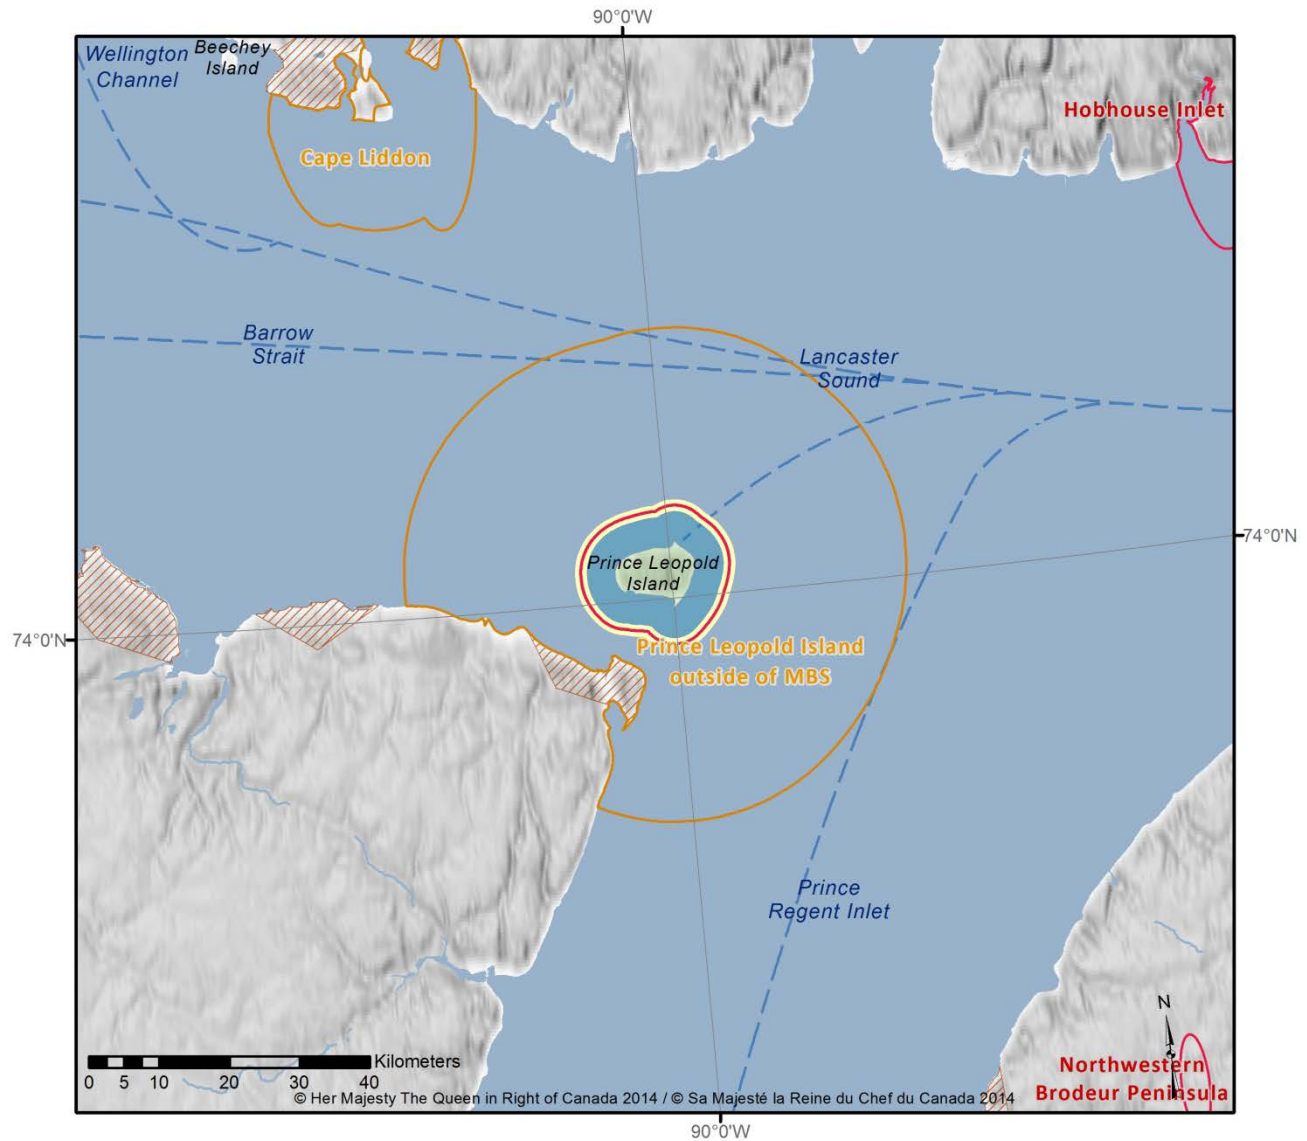 90°0'W
Wellington
Channel
Beechey
Island
Hobhouse Inlet
Cape Liddon
Barrow
Strait
Lancaster
Sound
74°0'N
Prince Leopold
Island
74°0'N
Prince Leopold Island
outside of MBS
Prince
Regent Inlet
N
Kilometers
0 5 10 20 30 40
Northwestern
Brodeur Peninsula
© Her Majesty The Queen in Right of Canada 2014 / © Sa Majesté la Reine du Chef du Canada 2014
90°0'W